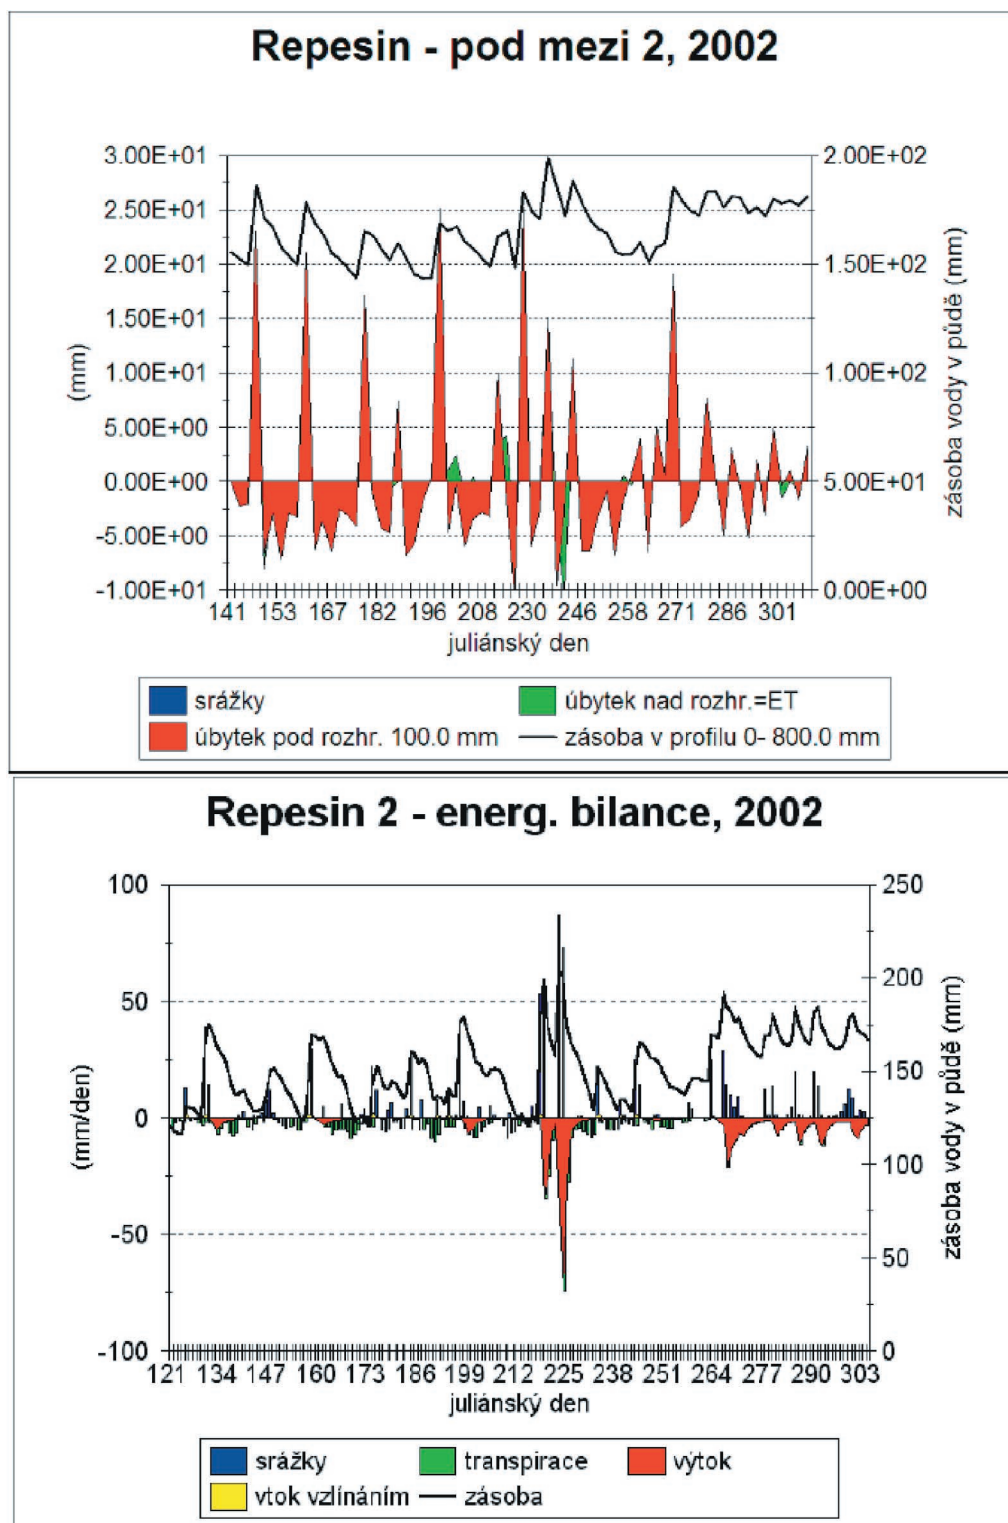 Repesin - pod mezi 2, 2002
3.00E+01
2.50E+01
2.00E+01
1.50E+01
1.00E+01
5.00E+00
0.00E+00
-5.00E+00
-1.00E+01
(mm)
2.00E+02
1.50E+02
1.00E+02
5.00E+01
0.00E+00
zásoba vody v půdě (mm)
141 153 167 182 196 208 230 246 258 271 286 301
juliánský den
srážky
úbytek nad rozhr.=ET
úbytek pod rozhr. 100.0 mm
zásoba v profilu 0- 800.0 mm
Repesin 2 - energ. bilance, 2002
100
50
0
-50
-100
(mm/den)
250
200
150
100
50
0
zásoba vody v půdě (mm)
121 134 147 160 173 186 199 212 225 238 251 264 277 290 303
juliánský den
srážky
transpirace
výtok
vtok vzlínáním
zásoba